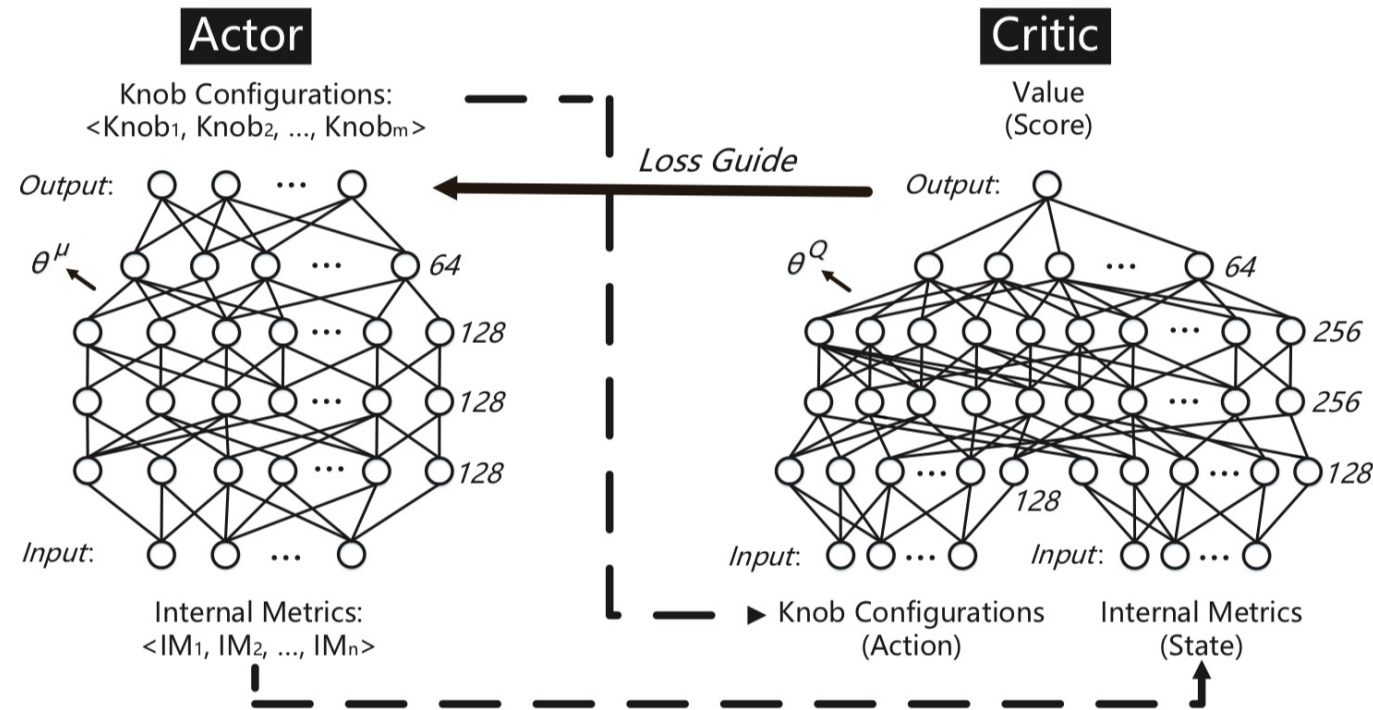 Actor
Knob Configurations:
<Knob1, Knob2, ..., Knobm>
Output: ...
θμ
... 64
... 128
... 128
... 128
Input: ...
Internal Metrics:
<IM1, IM2, ..., IMn>
Loss Guide
Critic
Value
(Score)
Output:
θQ
... 64
... 256
... 256
... 128 ... 128
Input: ... Input: ...
Knob Configurations
(Action)
Internal Metrics
(State)